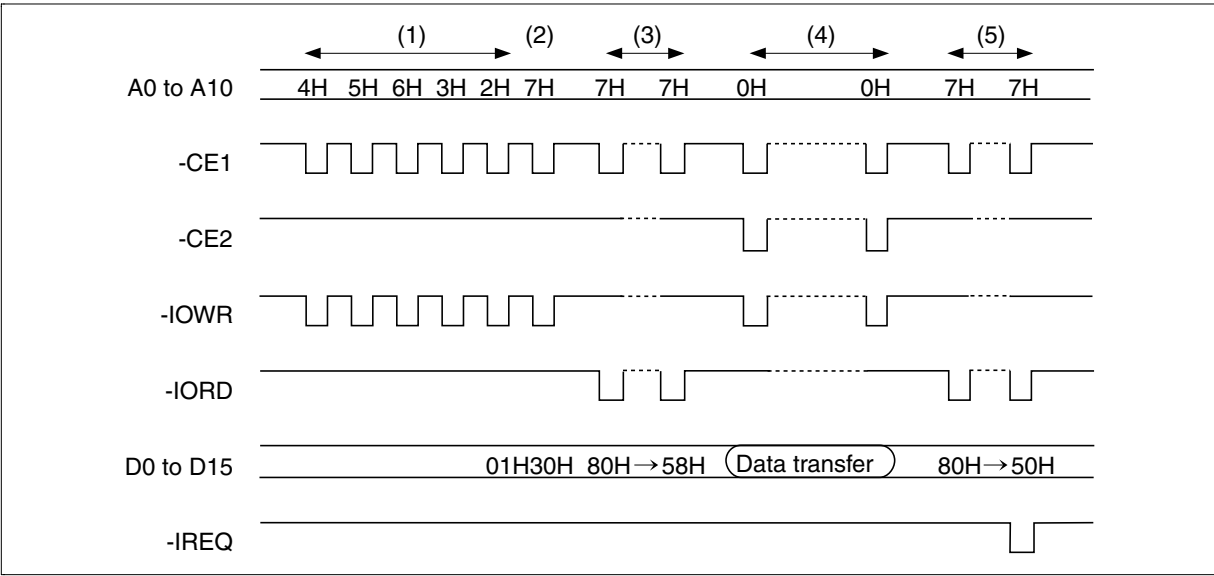 (1) (2) (3) (4) (5)
A0 to A10 4H 5H 6H 3H 2H 7H 7H 7H 0H 0H 7H 7H
-CE1
-CE2
-IOWR
-IORD
D0 to D15 01H30H 80H→58H Data transfer 80H→50H
-IREQ